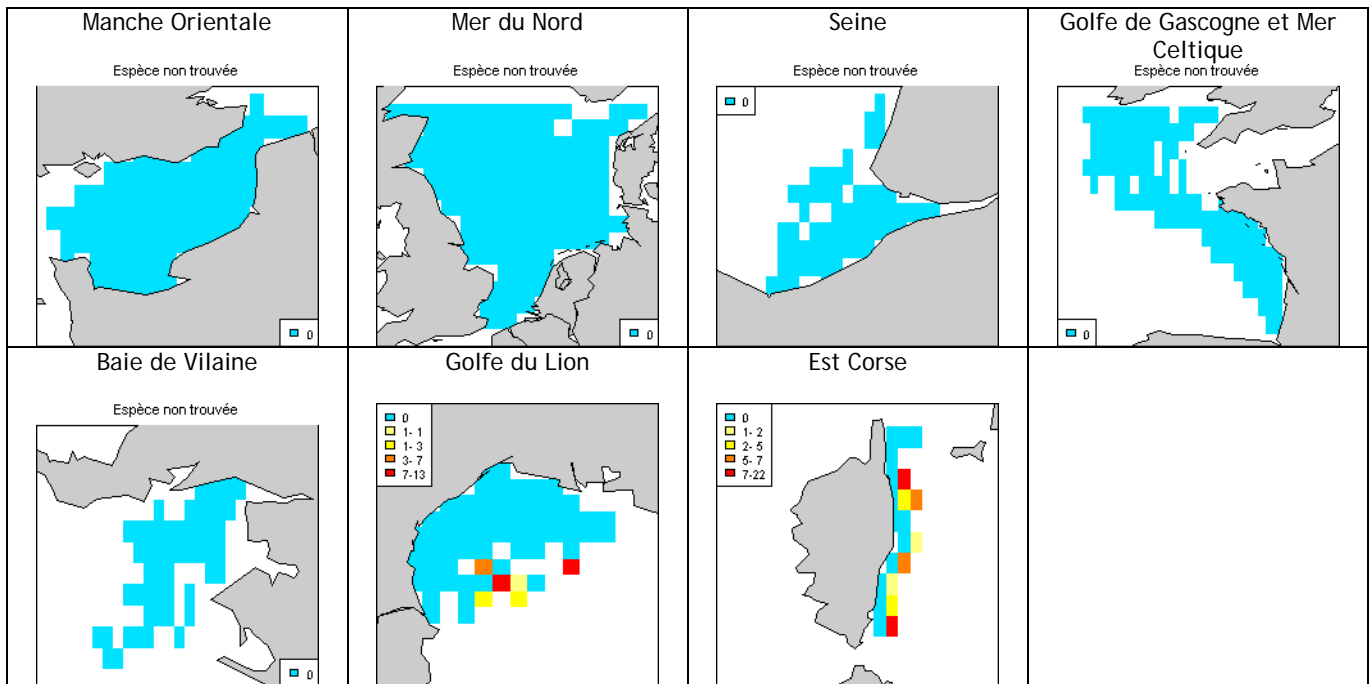 Manche Orientale
Espèce non trouvée
0
Mer du Nord
Espèce non trouvée
0
Seine
Espèce non trouvée
0
Golfe de Gascogne et Mer
Celtique
Espèce non trouvée
0
Baie de Vilaine
Espèce non trouvée
0
Golfe du Lion
0
1- 1
1- 3
3- 7
7-13
Est Corse
0
1- 2
2- 5
5- 7
7-22